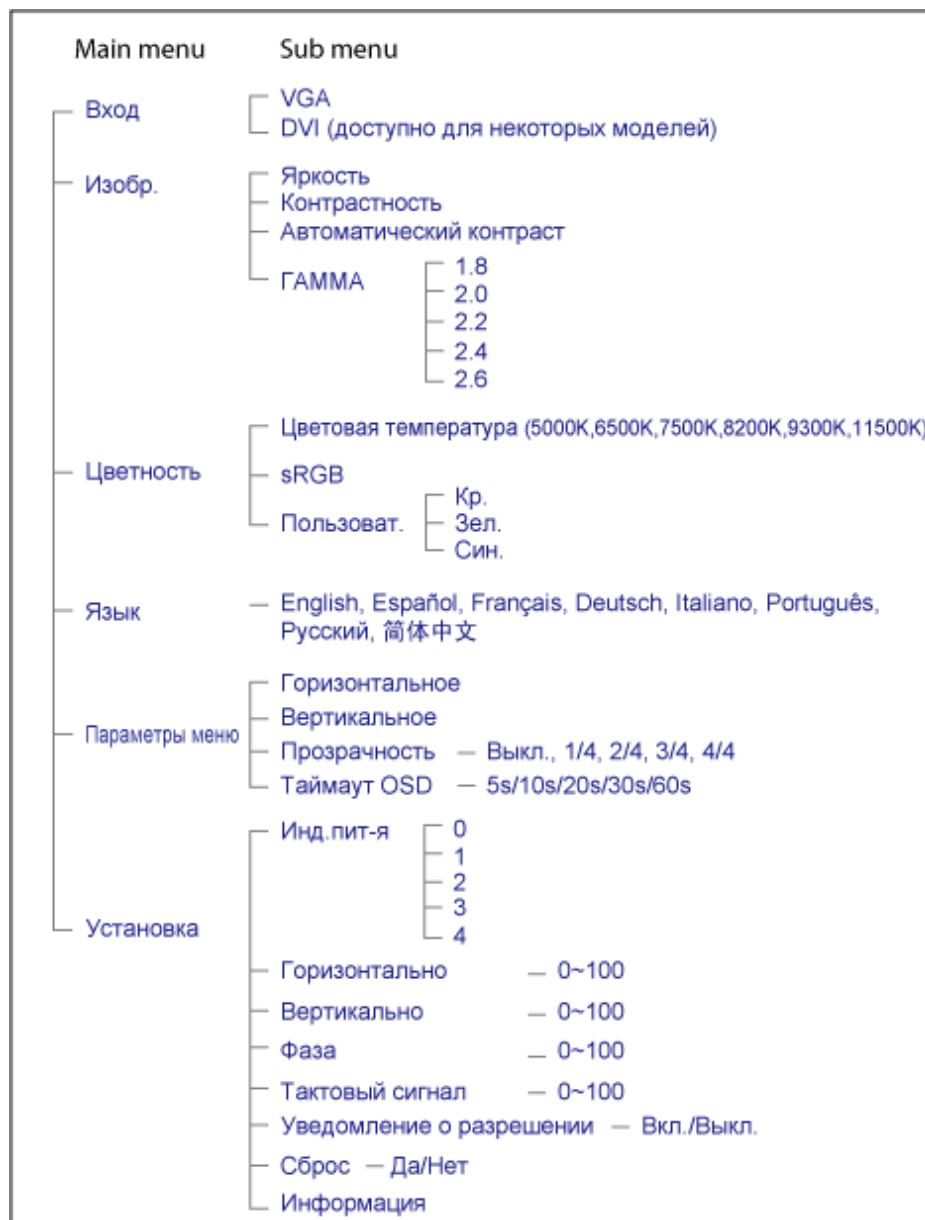 Main menu Sub menu
Вход
VGA
DVI (доступно для некоторых моделей)
Изобр.
Яркость
Контрастность
Автоматический контраст
ГАММА
1.8
2.0
2.2
2.4
2.6
Цветность
Цветовая температура (5000K,6500K,7500K,8200K,9300K,11500K)
sRGB
Пользоват.
Кр.
Зел.
Син.
Язык
English, Español, Français, Deutsch, Italiano, Português,
Русский, 简体中文
Параметры меню
Горизонтальное
Вертикальное
Прозрачность — Выкл., 1/4, 2/4, 3/4, 4/4
Таймаут OSD — 5s/10s/20s/30s/60s
Установка
Инд.пит-я
0
1
2
3
4
Горизонтально — 0~100
Вертикально — 0~100
Фаза — 0~100
Тактовый сигнал — 0~100
Уведомление о разрешении — Вкл./Выкл.
Сброс — Да/Нет
Информация